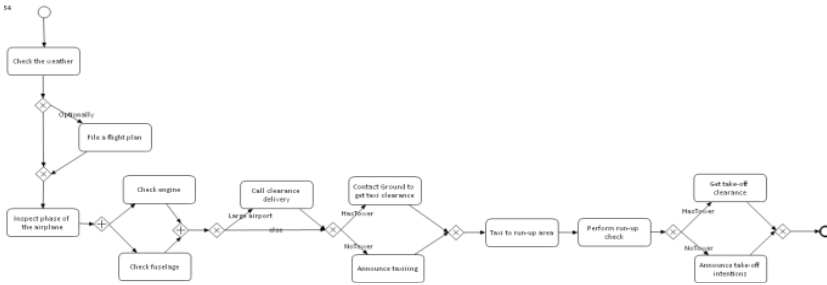 54
Check the weather
Optionally
File a flight plan
Inspect phase of
the airplane
Check engine
Check fuselage
Call clearance
delivery
Large airport
else
Contact Ground to
get taxi clearance
HasTower
NoTower
Announce taxiing
Taxi to run-up area
Perform run-up
check
Get take-off
clearance
HasTower
NoTower
Announce take-off
intentions